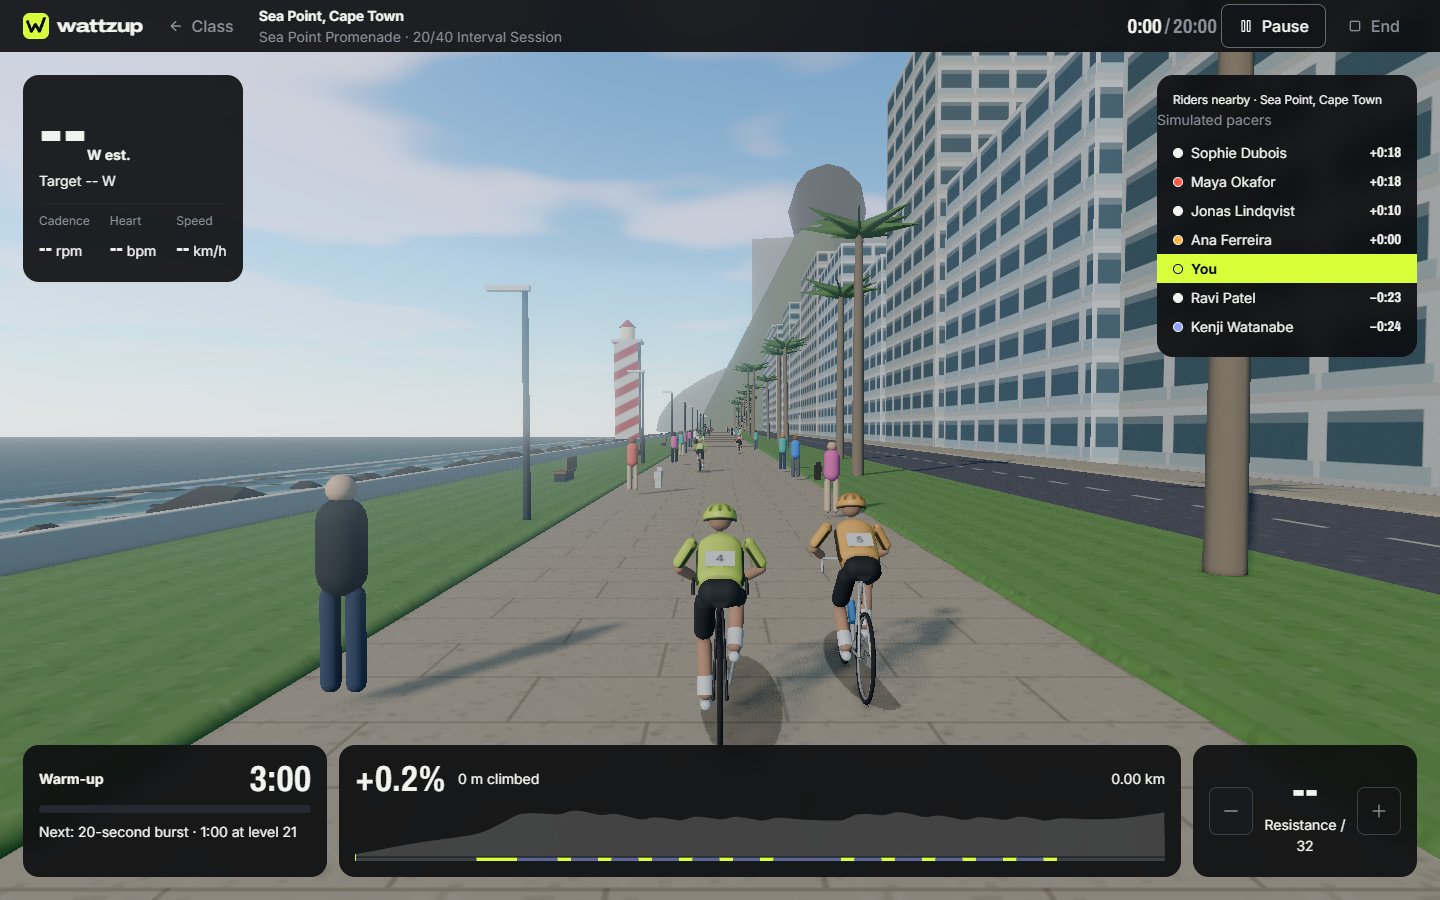 W wattzup
← Class
Sea Point, Cape Town
Sea Point Promenade · 20/40 Interval Session
0:00 / 20:00
Pause
End
--
W est.
Target -- W
Cadence Heart Speed
-- rpm -- bpm -- km/h
Riders nearby · Sea Point, Cape Town
Simulated pacers
Sophie Dubois +0:18
Maya Okafor +0:18
Jonas Lindqvist +0:10
Ana Ferreira +0:00
You
Ravi Patel −0:23
Kenji Watanabe −0:24
4
5
Warm-up 3:00
Next: 20-second burst · 1:00 at level 21
+0.2% 0 m climbed 0.00 km
− -- +
Resistance /
32